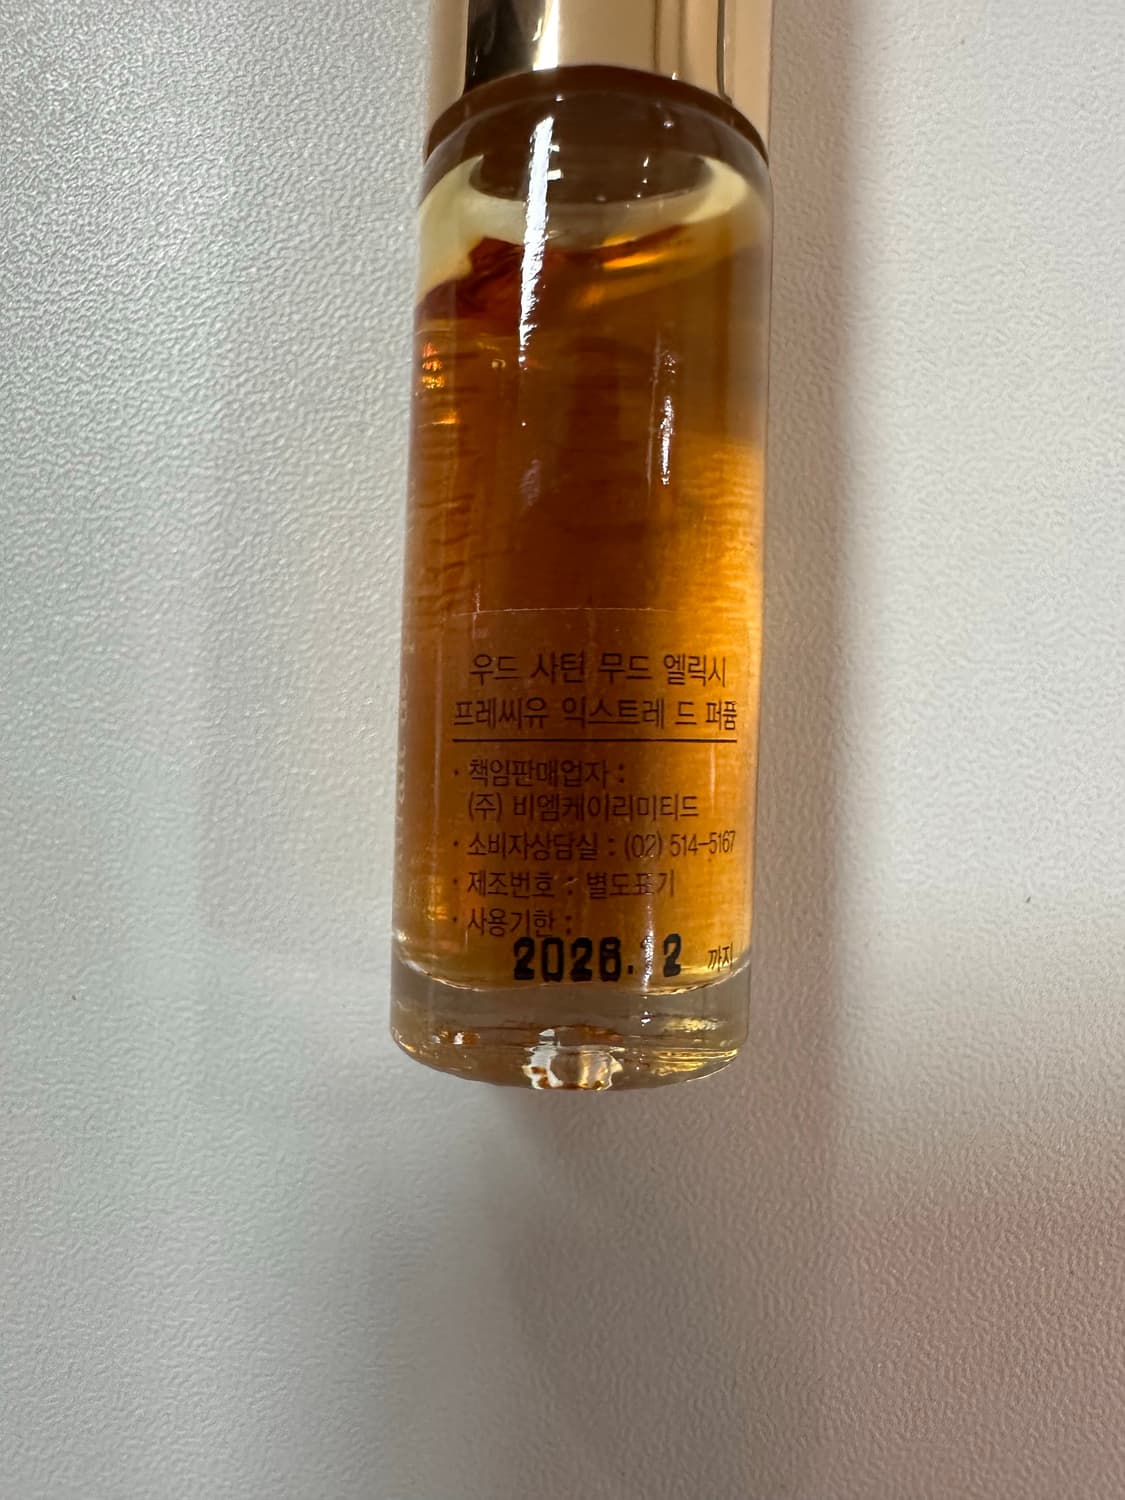 우드 사틴 무드 엘릭시
프레씨유 익스트레 드 퍼퓸
· 책임판매업자 :
(주) 비엠케이리미티드
· 소비자상담실 : (02) 514-5167
· 제조번호 : 별도표기
· 사용기한 :
2026. 2 까지